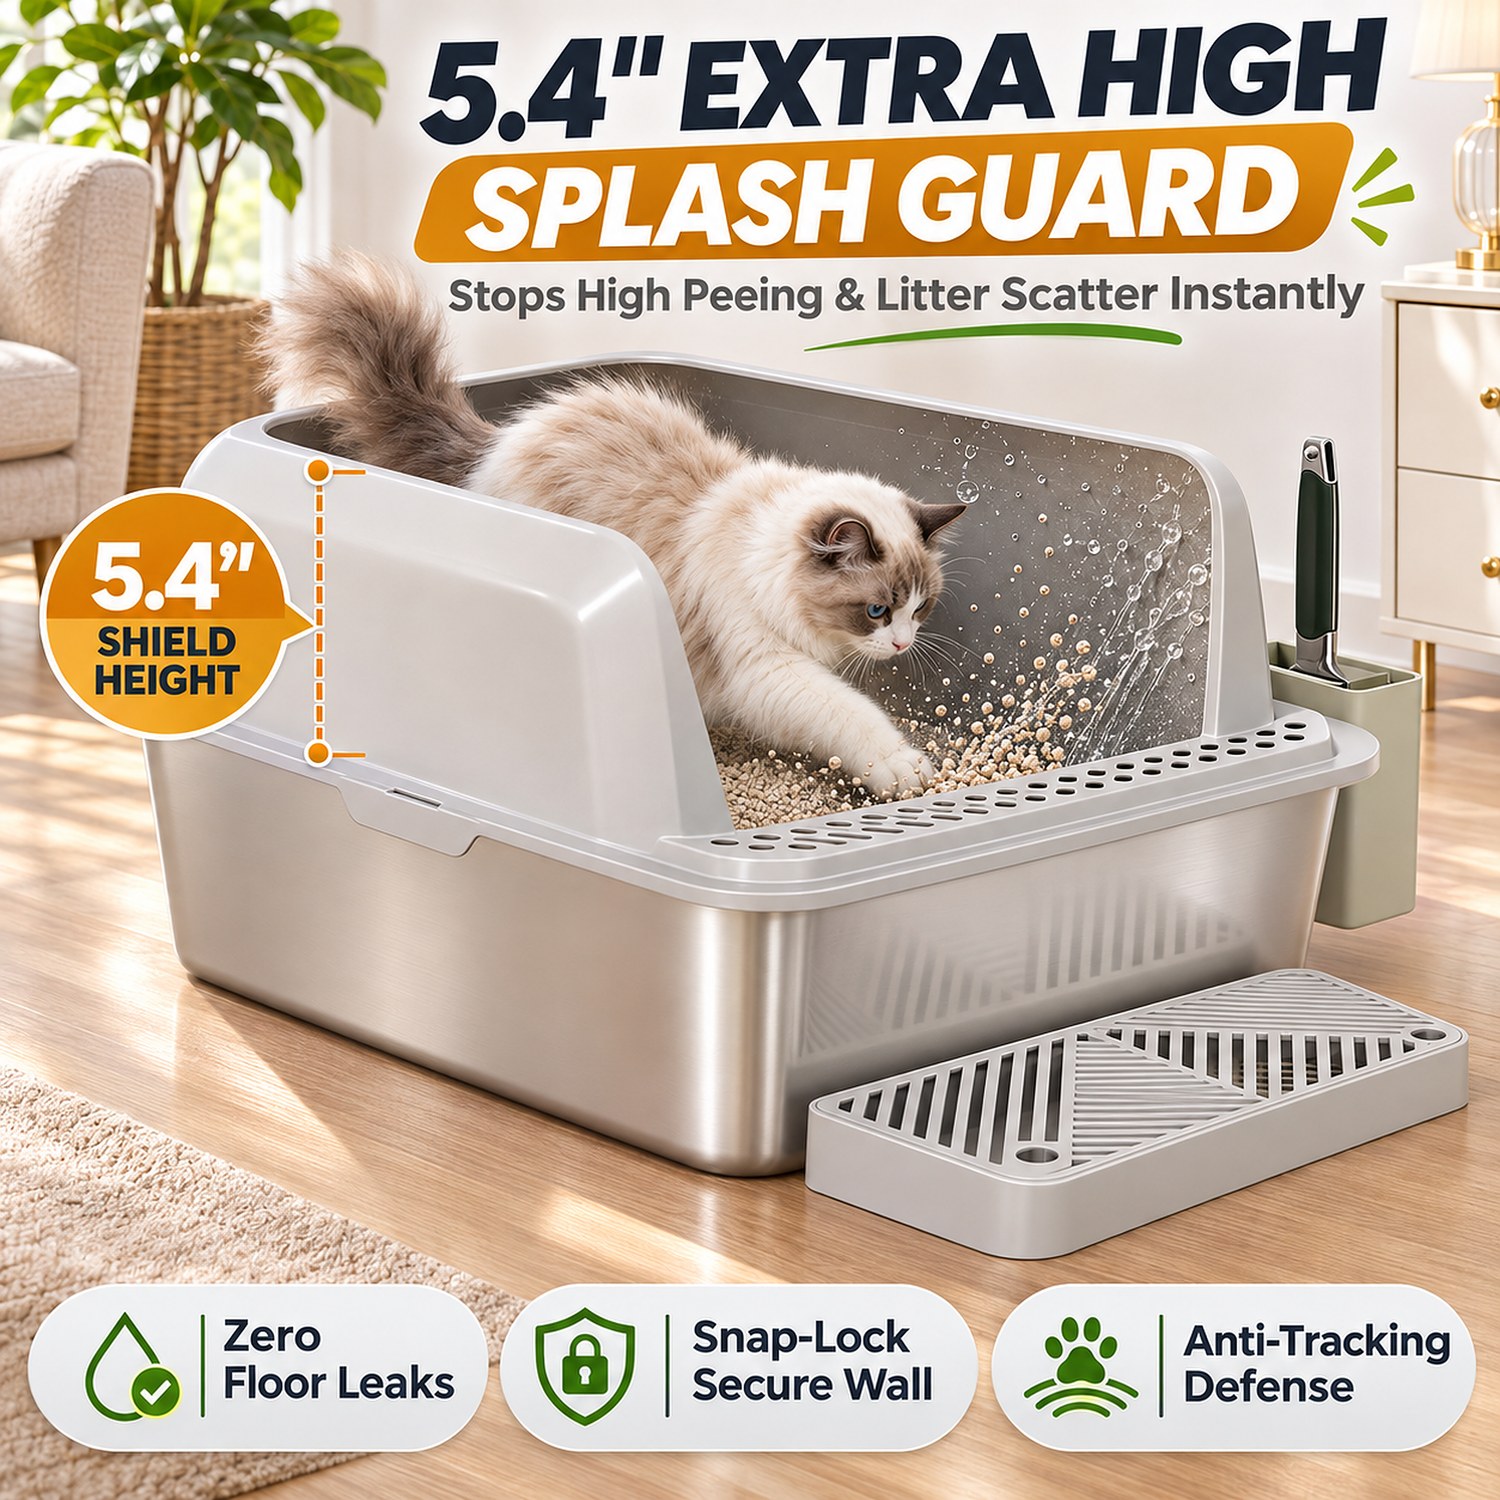 5.4" EXTRA HIGH
SPLASH GUARD
Stops High Peeing & Litter Scatter Instantly
5.4"
SHIELD
HEIGHT
Zero
Floor Leaks
Snap-Lock
Secure Wall
Anti-Tracking
Defense